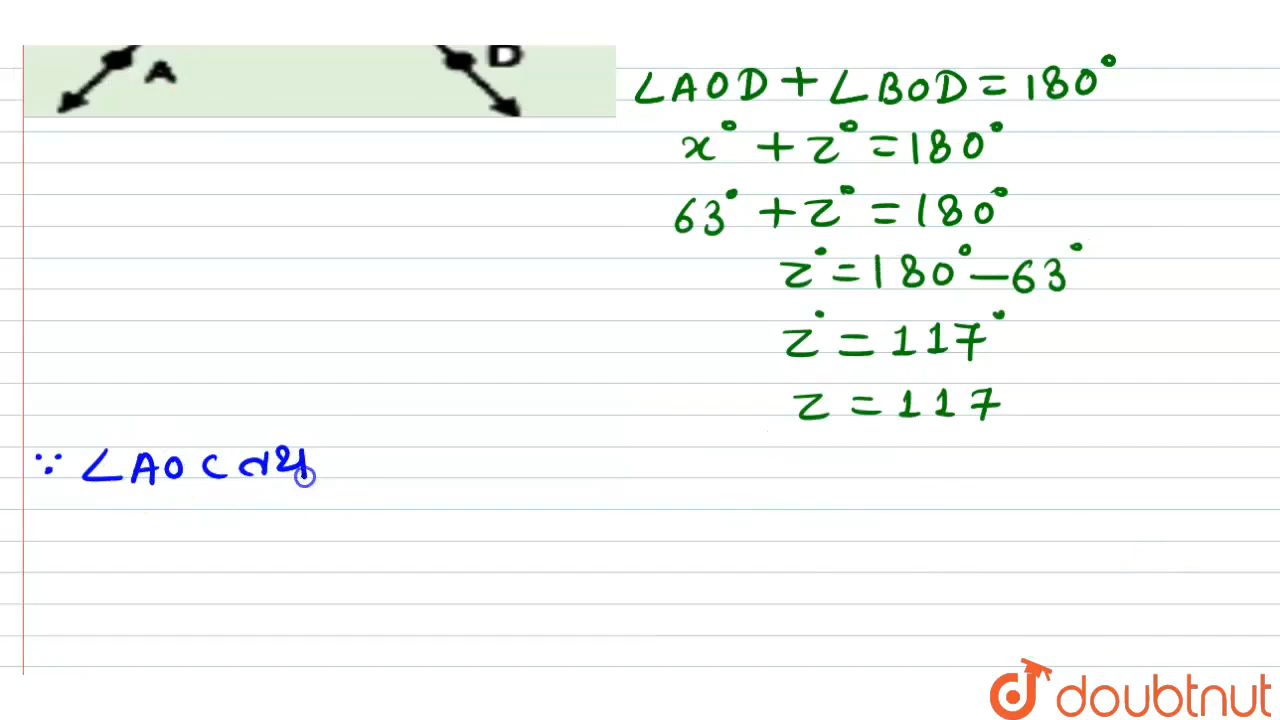 A
D
∠AOD + ∠BOD = 180°
x° + z° = 180°
63° + z° = 180°
z° = 180° – 63°
z° = 117°
z = 117
∵ ∠AOC तथ
doubtnut